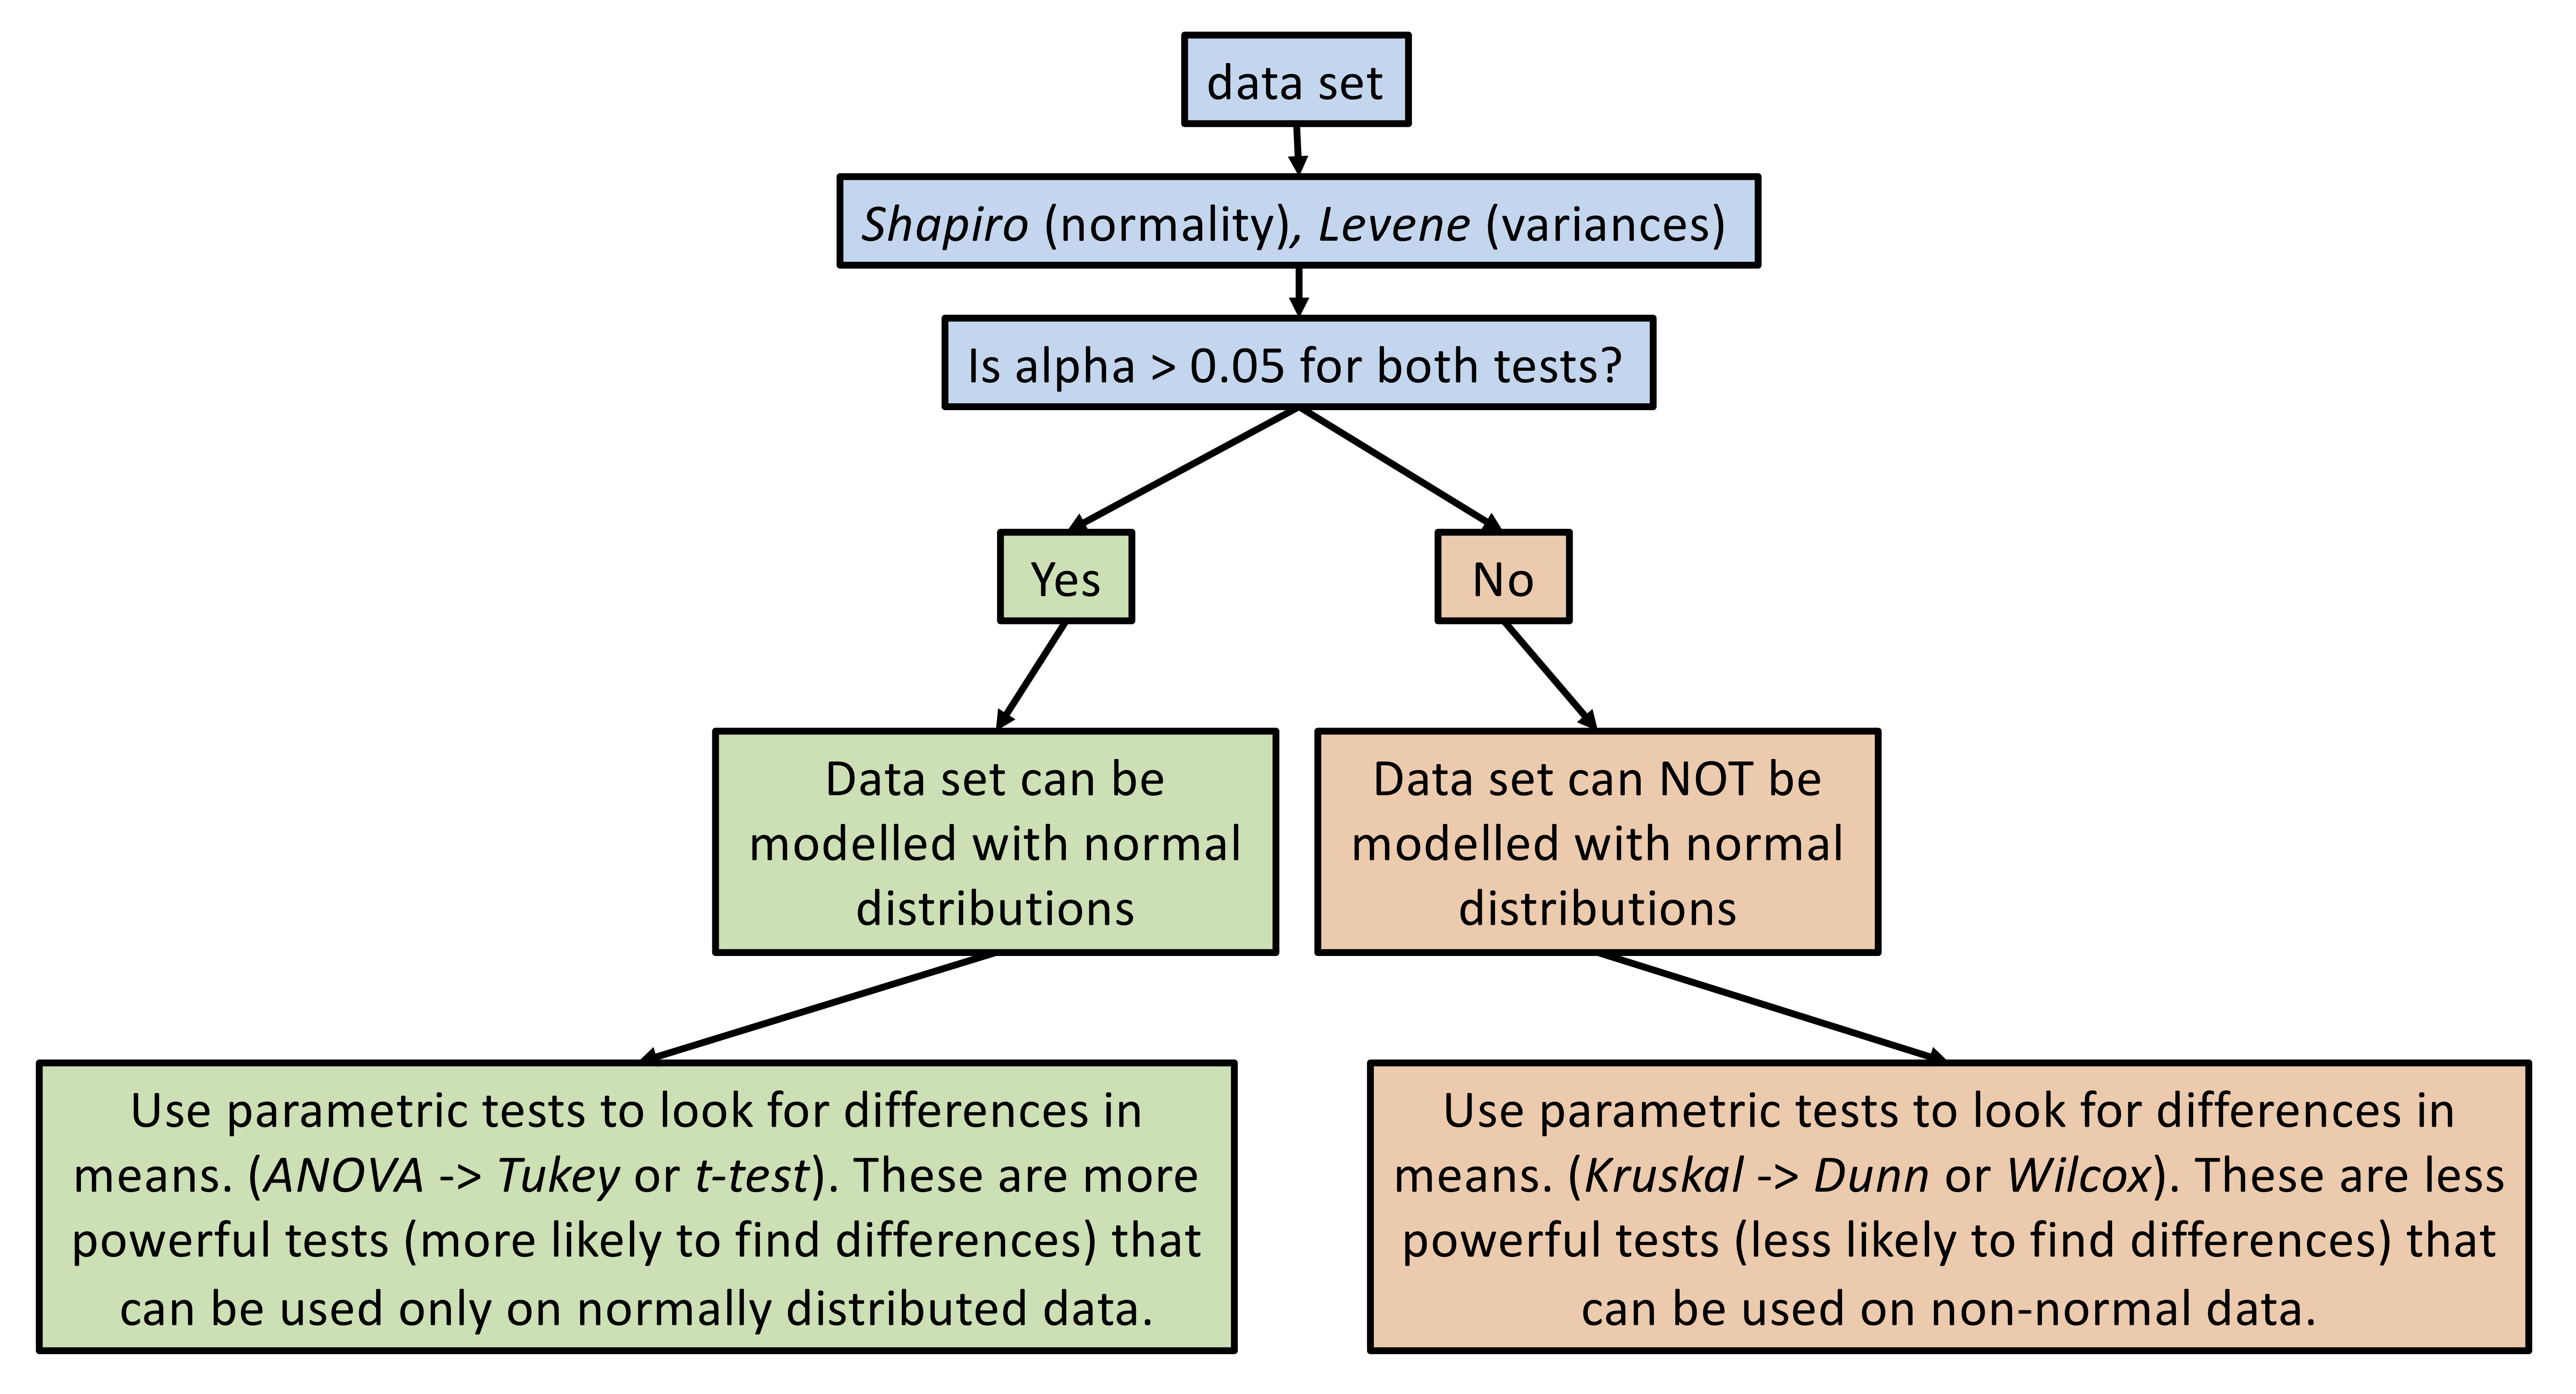 data set
Shapiro (normality), Levene (variances)
Is alpha > 0.05 for both tests?
Yes
No
Data set can be
modelled with normal
distributions
Data set can NOT be
modelled with normal
distributions
Use parametric tests to look for differences in
means. (ANOVA -> Tukey or t-test). These are more
powerful tests (more likely to find differences) that
can be used only on normally distributed data.
Use parametric tests to look for differences in
means. (Kruskal -> Dunn or Wilcox). These are less
powerful tests (less likely to find differences) that
can be used on non-normal data.